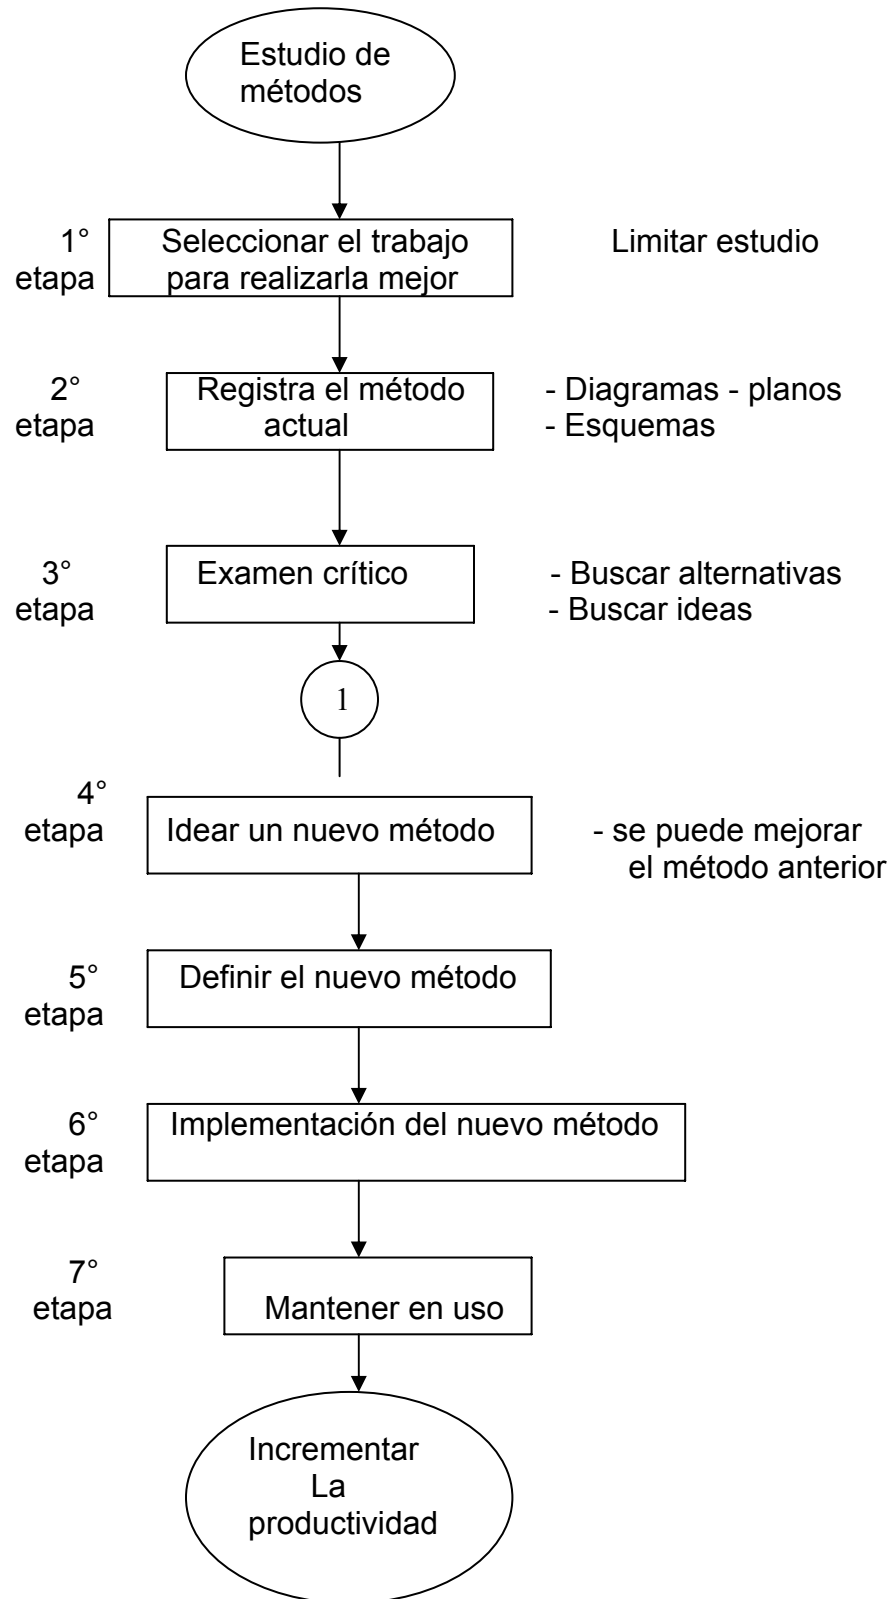 Estudio de
métodos
1°
etapa
Seleccionar el trabajo
para realizarla mejor
Limitar estudio
2°
etapa
Registra el método
actual
- Diagramas - planos
- Esquemas
3°
etapa
Examen crítico
- Buscar alternativas
- Buscar ideas
1
4°
etapa
Idear un nuevo método
- se puede mejorar
el método anterior
5°
etapa
Definir el nuevo método
6°
etapa
Implementación del nuevo método
7°
etapa
Mantener en uso
Incrementar
La
productividad